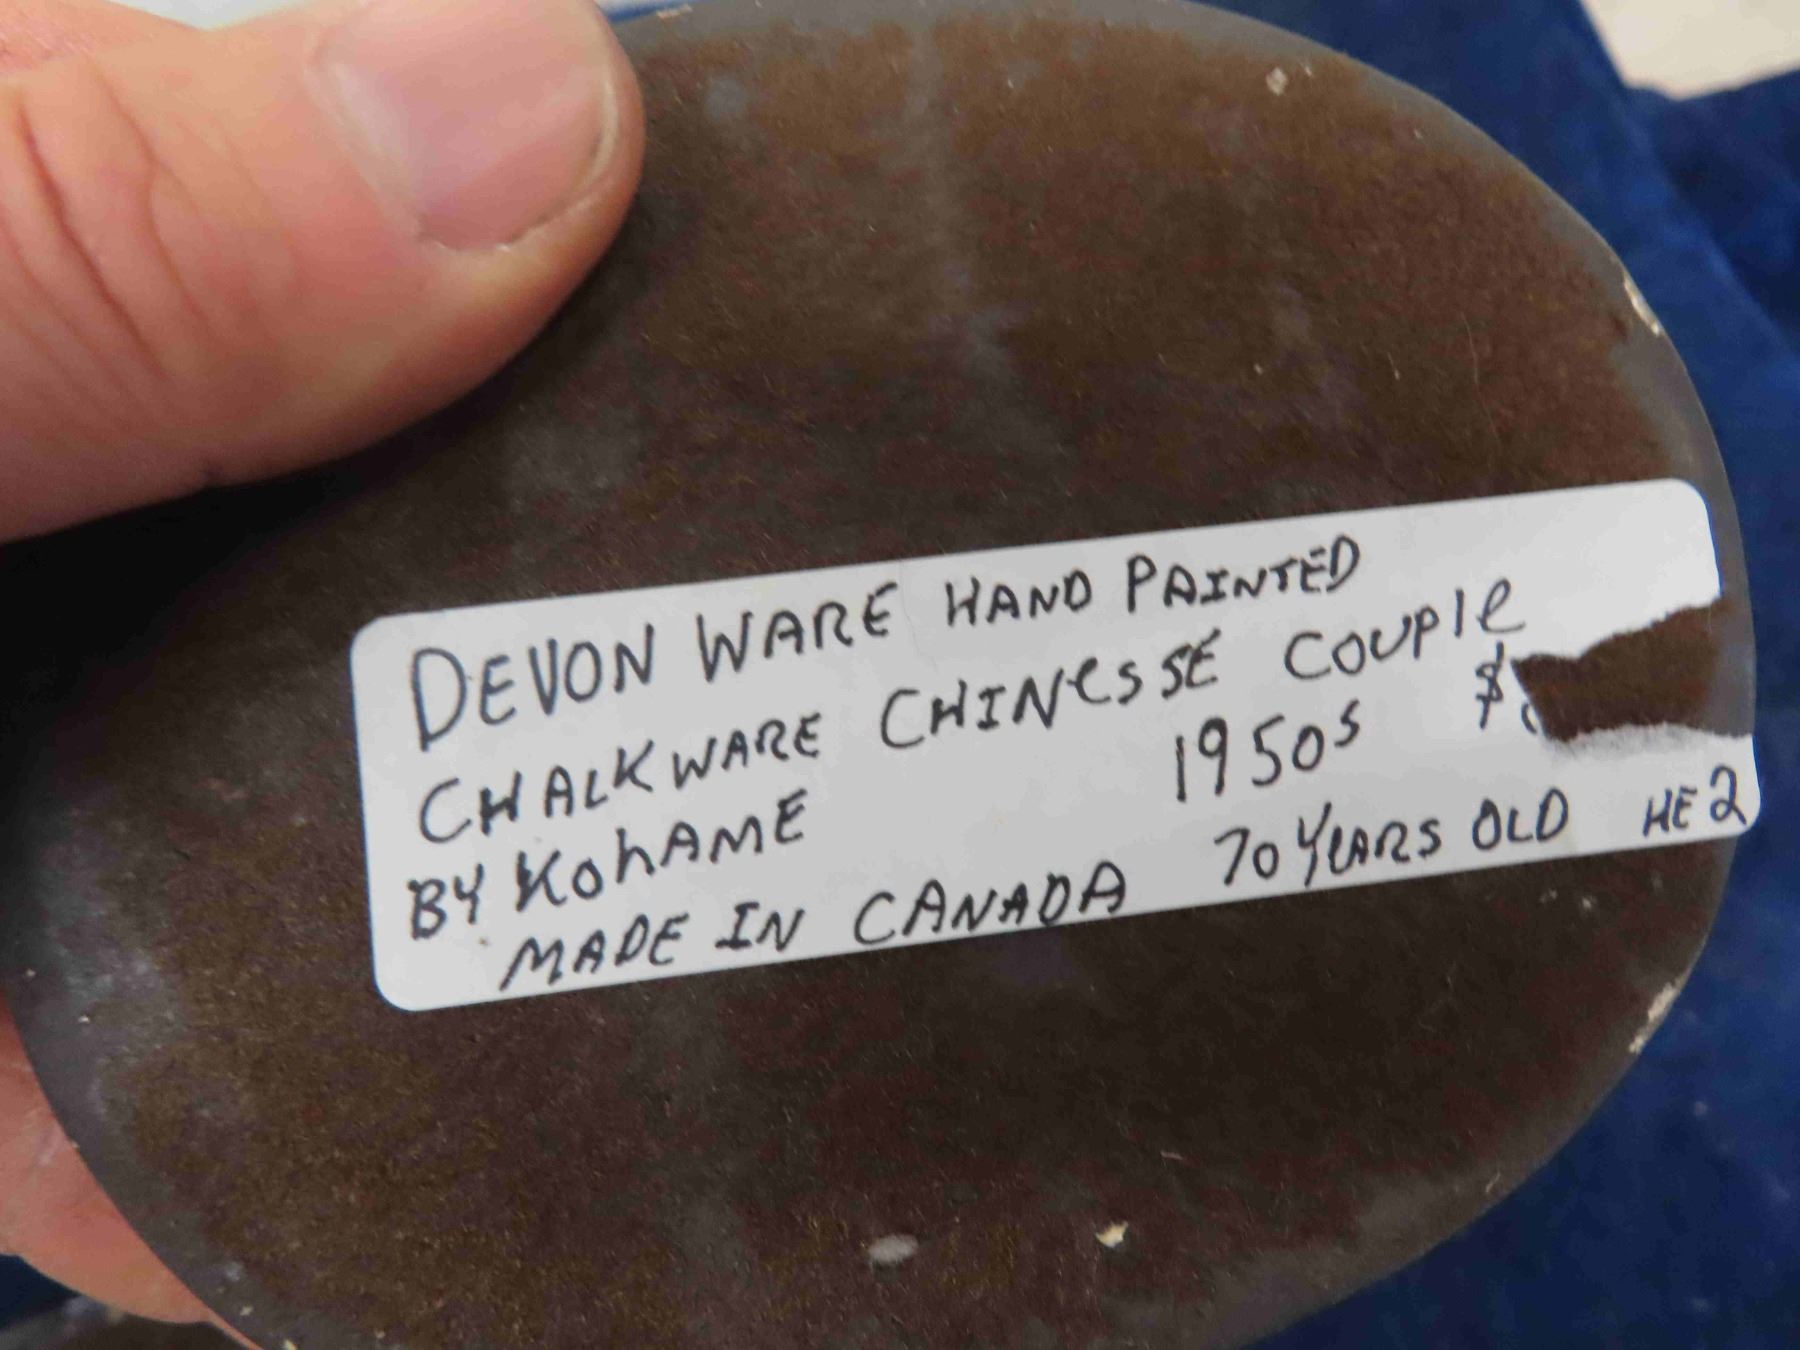 DEVON WARE HAND PAINTED
CHALKWARE CHINESSE COUPLE
BY KOHAME 1950s $
MADE IN CANADA 70 YEARS OLD HE2